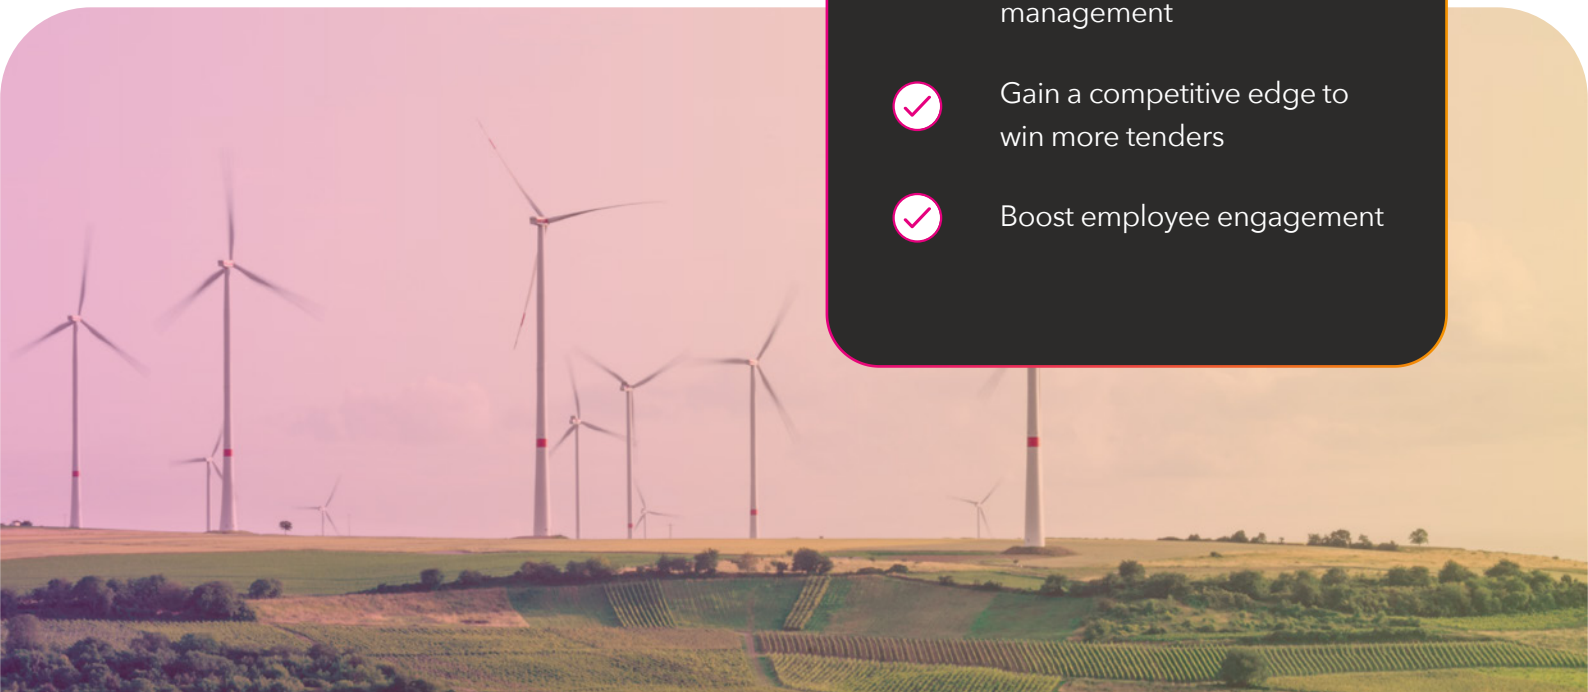 management
Gain a competitive edge to
win more tenders
Boost employee engagement